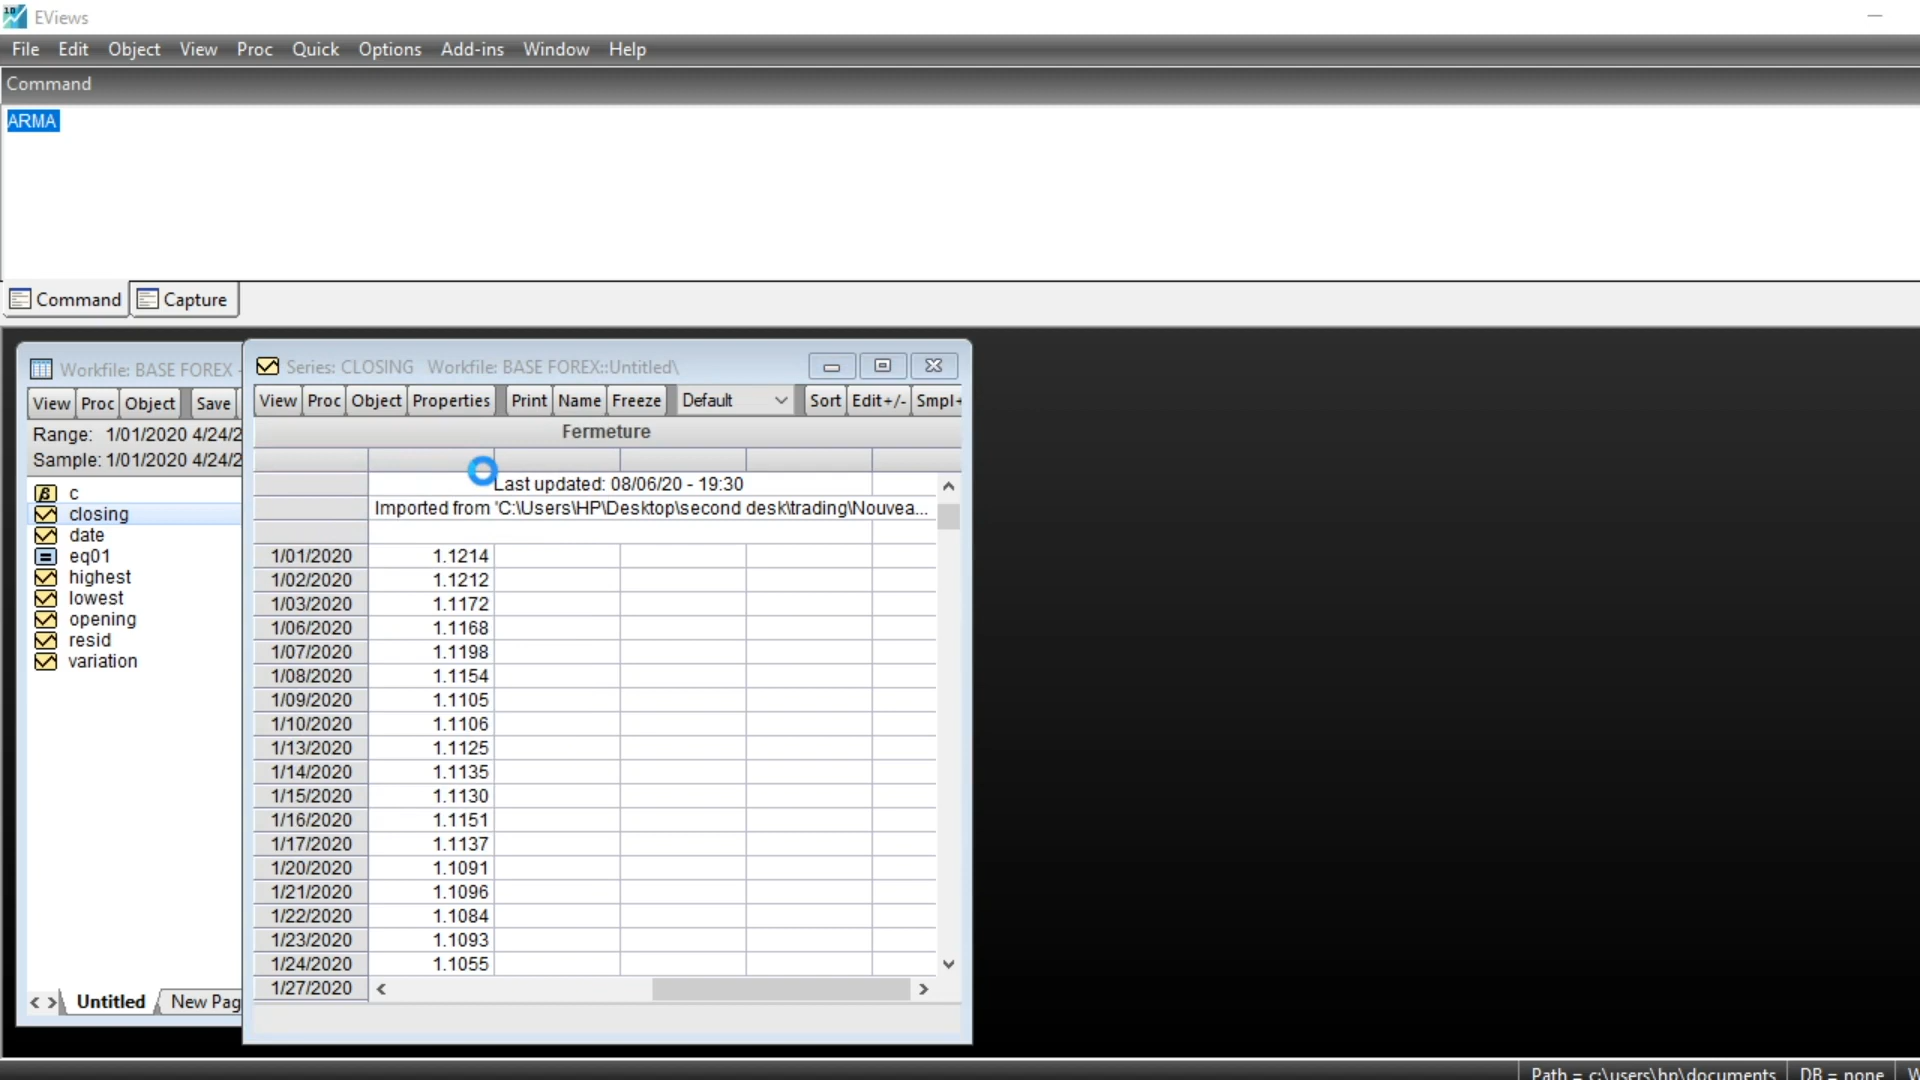 EViews
File Edit Object View Proc Quick Options Add-ins Window Help
Command
ARMA
Command Capture
Workfile: BASE FOREX -
View Proc Object Save
Range: 1/01/2020 4/24/2
Sample: 1/01/2020 4/24/2
c
closing
date
eq01
highest
lowest
opening
resid
variation
< > Untitled New Pag
Series: CLOSING Workfile: BASE FOREX::Untitled\
View Proc Object Properties Print Name Freeze Default Sort Edit+/- Smpl+
Fermeture
Last updated: 08/06/20 - 19:30
Imported from 'C:\Users\HP\Desktop\second desk\trading\Nouvea...
1/01/2020 1.1214
1/02/2020 1.1212
1/03/2020 1.1172
1/06/2020 1.1168
1/07/2020 1.1198
1/08/2020 1.1154
1/09/2020 1.1105
1/10/2020 1.1106
1/13/2020 1.1125
1/14/2020 1.1135
1/15/2020 1.1130
1/16/2020 1.1151
1/17/2020 1.1137
1/20/2020 1.1091
1/21/2020 1.1096
1/22/2020 1.1084
1/23/2020 1.1093
1/24/2020 1.1055
1/27/2020
Path = c:\users\hp\documents DB = none W